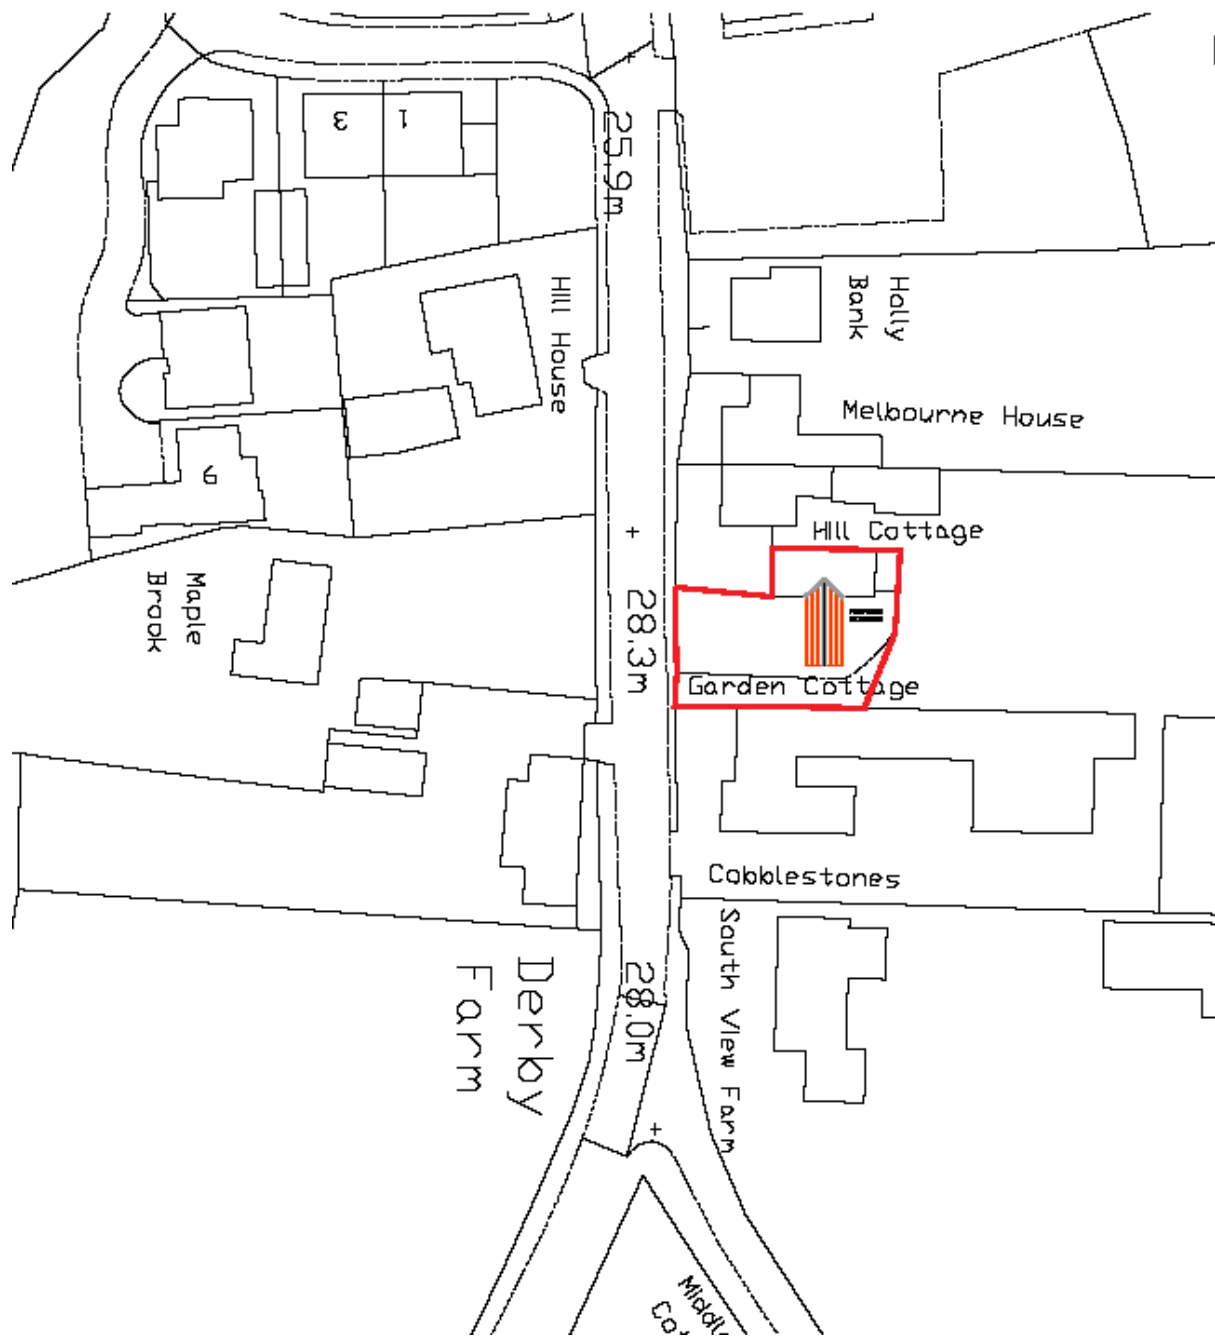 3
1
25.9m
Holly
Bank
Hill House
Melbourne House
6
Hill Cottage
Maple
Brook
28.3m
Garden Cottage
Cobblestones
South View Farm
Derby
Farm
28.0m